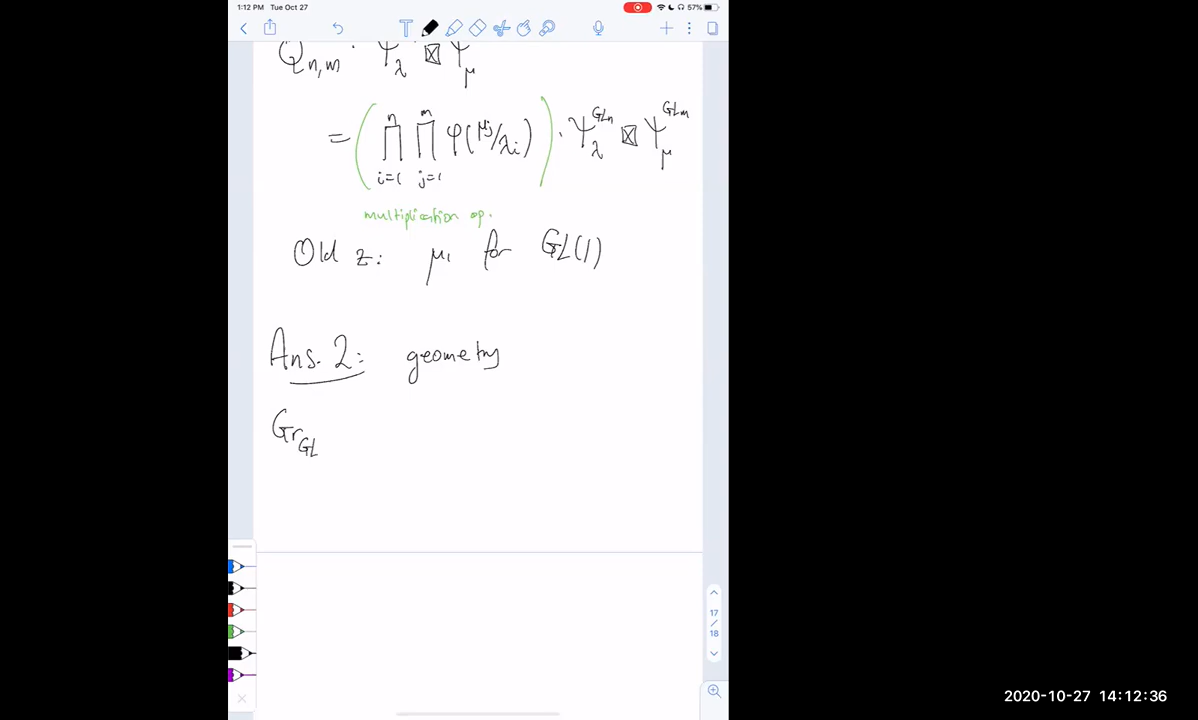 1:12 PM Tue Oct 27
57%
T
Q_{n,m} · Ψ_λ ⊠ Ψ_μ
= ( ∏_{i=1}^{n} ∏_{j=1}^{m} φ(μ_j/λ_i) ) · Ψ_λ^{GL_n} ⊠ Ψ_μ^{GL_m}
multiplication op.
Old z: μ_1 for GL(1)
Ans. 2: geometry
Gr_{GL}
17
/
18
2020-10-27 14:12:36